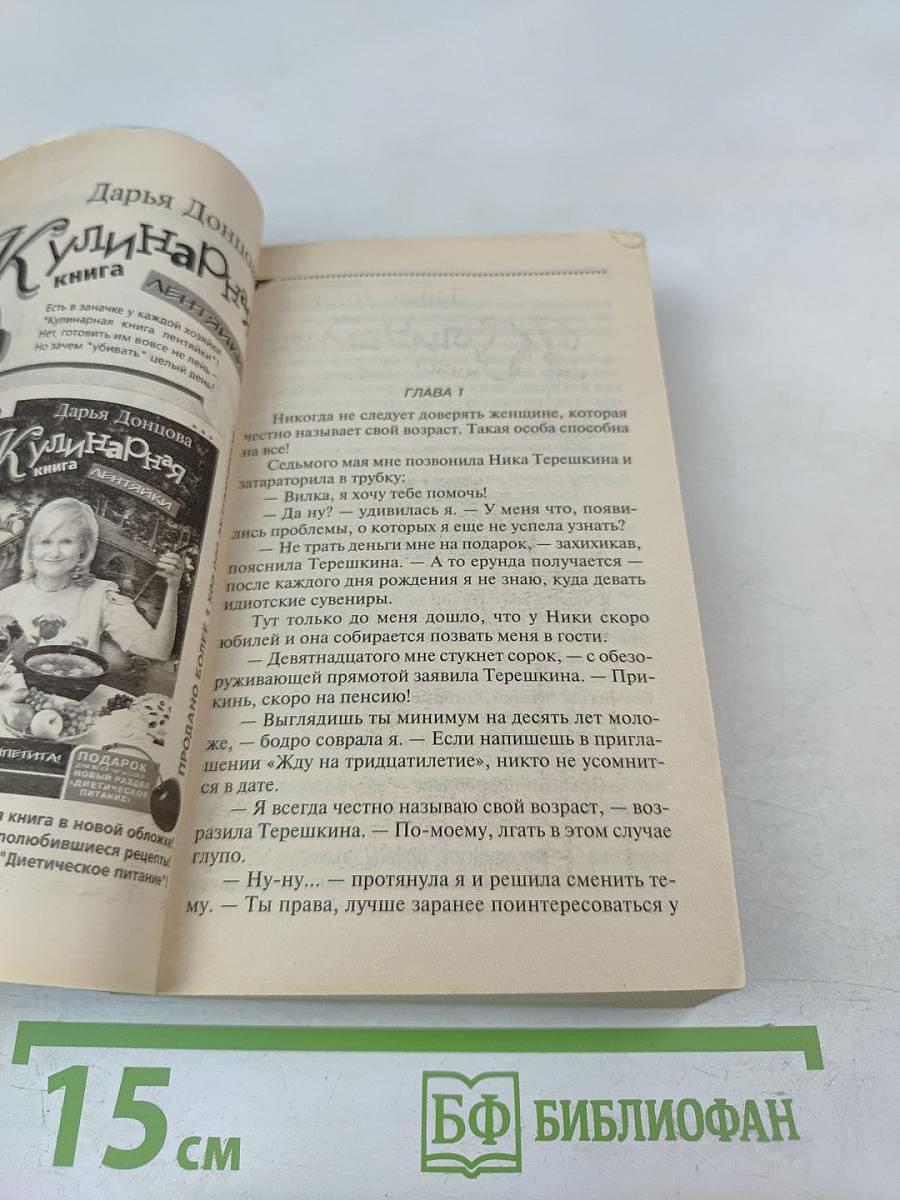 Дарья Донцова
Кулинарная
книга
ЛЕНТЯЙКИ
Есть в заначке у каждой хозяйки
"Кулинарная книга лентяйки"!
Нет, готовить им вовсе не лень –
Но зачем "убивать" целый день!
Дарья Донцова
Кулинарная
книга
ЛЕНТЯЙКИ
ПРОДАНО БОЛЕЕ 1
ПОДАРОК
НОВЫЙ РАЗДЕЛ
«ДИЕТИЧЕСКОЕ
ПИТАНИЕ»
книга в новой обложке!
полюбившиеся рецепты!
"Диетическое питание"!
ГЛАВА 1
Никогда не следует доверять женщине, которая
честно называет свой возраст. Такая особа способна
на все!
Седьмого мая мне позвонила Ника Терешкина и
затараторила в трубку:
— Вилка, я хочу тебе помочь!
— Да ну? — удивилась я. — У меня что, появи-
лись проблемы, о которых я еще не успела узнать?
— Не трать деньги мне на подарок, — захихикав,
пояснила Терешкина. — А то ерунда получается —
после каждого дня рождения я не знаю, куда девать
идиотские сувениры.
Тут только до меня дошло, что у Ники скоро
юбилей и она собирается позвать меня в гости.
— Девятнадцатого мне стукнет сорок, — с обезо-
руживающей прямотой заявила Терешкина. — При-
кинь, скоро на пенсию!
— Выглядишь ты минимум на десять лет моло-
же, — бодро соврала я. — Если напишешь в пригла-
шении «Жду на тридцатилетие», никто не усомнит-
ся в дате.
— Я всегда честно называю свой возраст, — воз-
разила Терешкина. — По-моему, лгать в этом случае
глупо.
— Ну-ну... — протянула я и решила сменить те-
му. — Ты права, лучше заранее поинтересоваться у
15 см
БФ БИБЛИОФАН